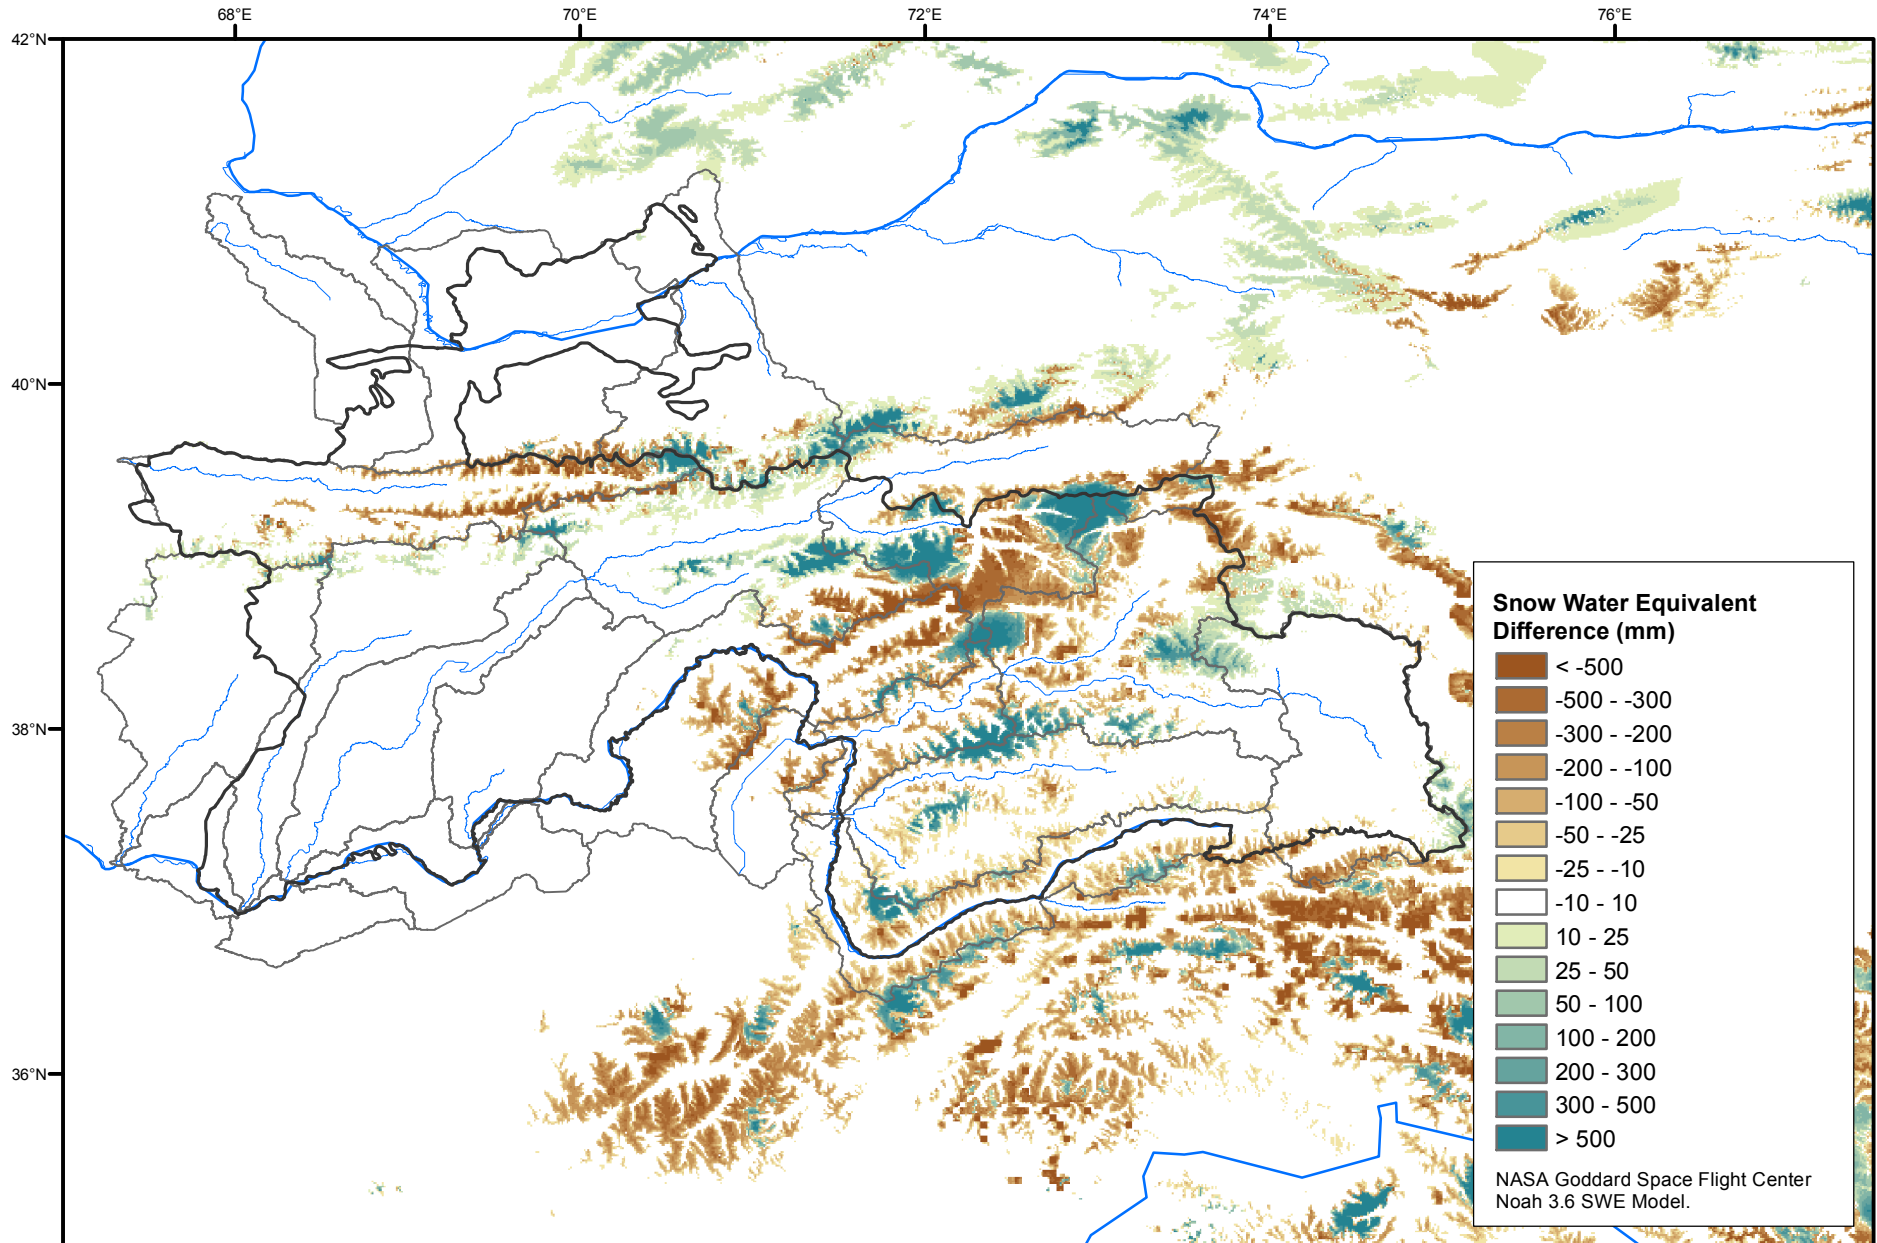 68°E
70°E
72°E
74°E
76°E
42°N
40°N
38°N
36°N
Snow Water Equivalent
Difference (mm)
< -500
-500 - -300
-300 - -200
-200 - -100
-100 - -50
-50 - -25
-25 - -10
-10 - 10
10 - 25
25 - 50
50 - 100
100 - 200
200 - 300
300 - 500
> 500
NASA Goddard Space Flight Center
Noah 3.6 SWE Model.